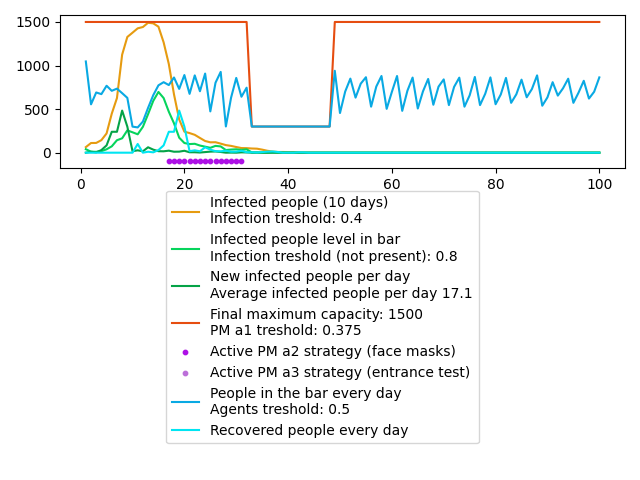 1500
1000
500
0
0
20
40
60
80
100
Infected people (10 days)
Infection treshold: 0.4
Infected people level in bar
Infection treshold (not present): 0.8
New infected people per day
Average infected people per day 17.1
Final maximum capacity: 1500
PM a1 treshold: 0.375
Active PM a2 strategy (face masks)
Active PM a3 strategy (entrance test)
People in the bar every day
Agents treshold: 0.5
Recovered people every day